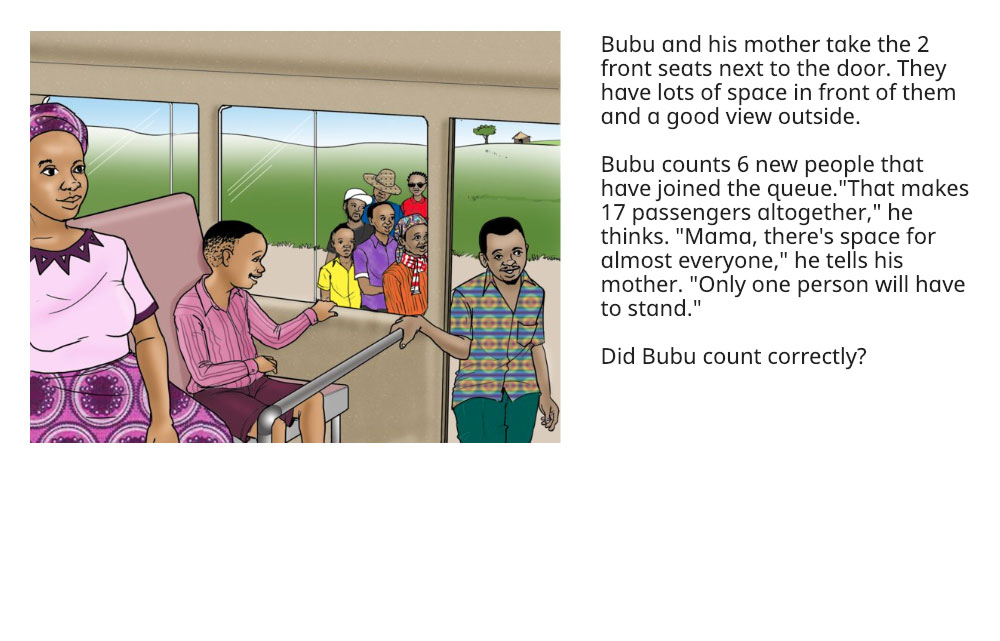 Bubu and his mother take the 2
front seats next to the door. They
have lots of space in front of them
and a good view outside.
Bubu counts 6 new people that
have joined the queue."That makes
17 passengers altogether," he
thinks. "Mama, there's space for
almost everyone," he tells his
mother. "Only one person will have
to stand."
Did Bubu count correctly?